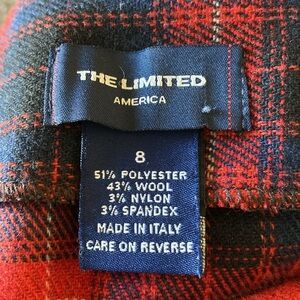 THE LIMITED
AMERICA
8
51% POLYESTER
43% WOOL
3% NYLON
3% SPANDEX
MADE IN ITALY
CARE ON REVERSE